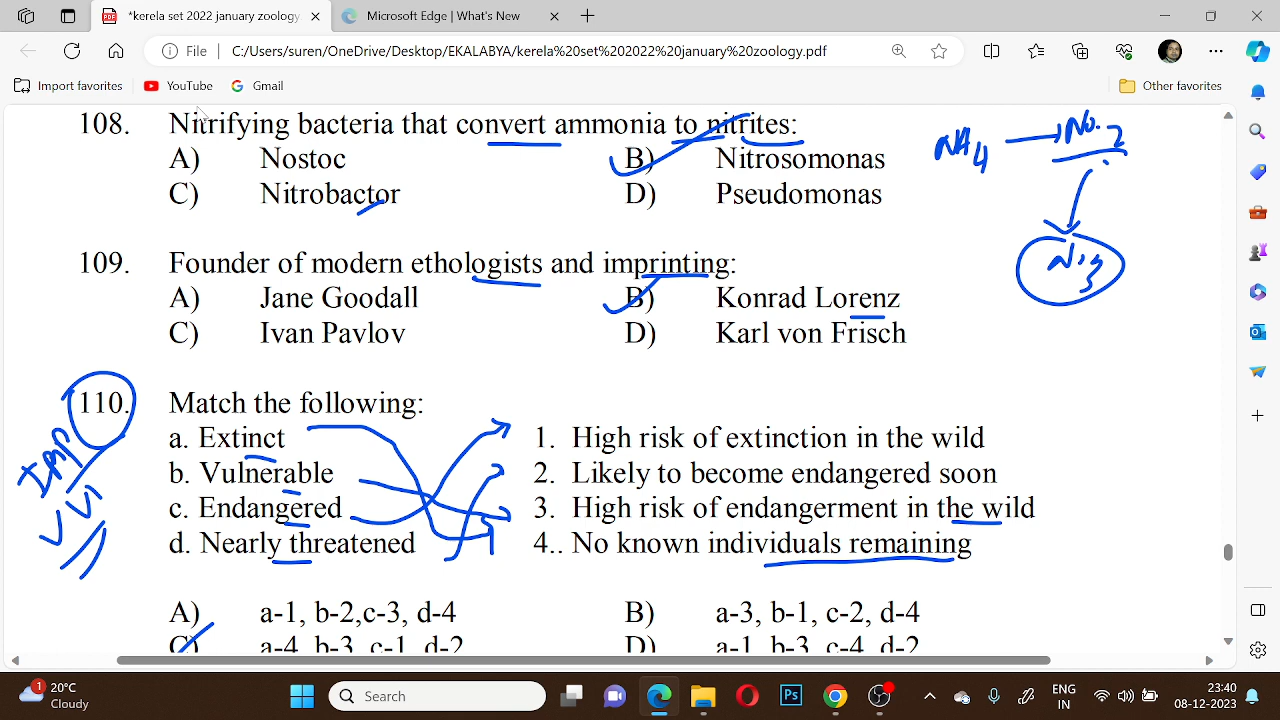 *kerela set 2022 january zoology.
Microsoft Edge | What's New
File
C:/Users/suren/OneDrive/Desktop/EKALABYA/kerela%20set%202022%20january%20zoology.pdf
Import favorites
YouTube
Gmail
Other favorites
108. Nitrifying bacteria that convert ammonia to nitrites:
A) Nostoc B) Nitrosomonas
C) Nitrobactor D) Pseudomonas
NH4 → No.2
109. Founder of modern ethologists and imprinting:
A) Jane Goodall B) Konrad Lorenz
C) Ivan Pavlov D) Karl von Frisch
110. Match the following:
a. Extinct 1. High risk of extinction in the wild
b. Vulnerable 2. Likely to become endangered soon
c. Endangered 3. High risk of endangerment in the wild
d. Nearly threatened 4.. No known individuals remaining
IMP
A) a-1, b-2,c-3, d-4 B) a-3, b-1, c-2, d-4
C) a-4, b-3, c-1, d-2 D) a-1, b-3, c-4, d-2
1
20°C
Cloudy
Search
Ps
ENG
IN
23:40
08-12-2023